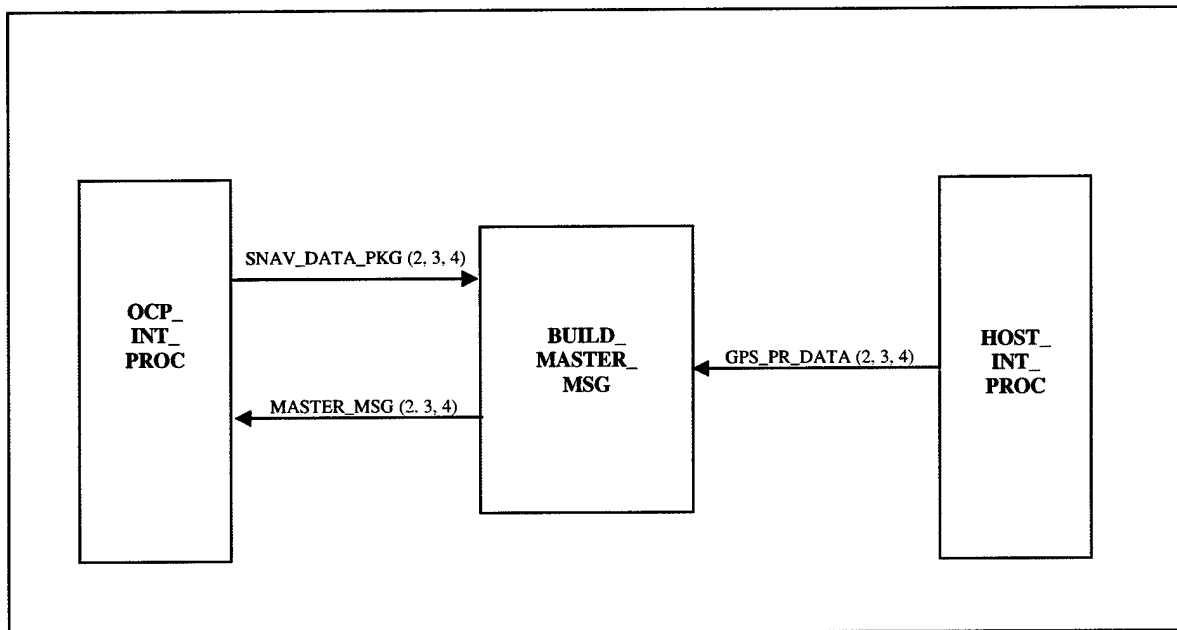 SNAV_DATA_PKG (2, 3, 4)
OCP_
INT_
PROC
MASTER_MSG (2, 3, 4)
BUILD_
MASTER_
MSG
GPS_PR_DATA (2, 3, 4)
HOST_
INT_
PROC